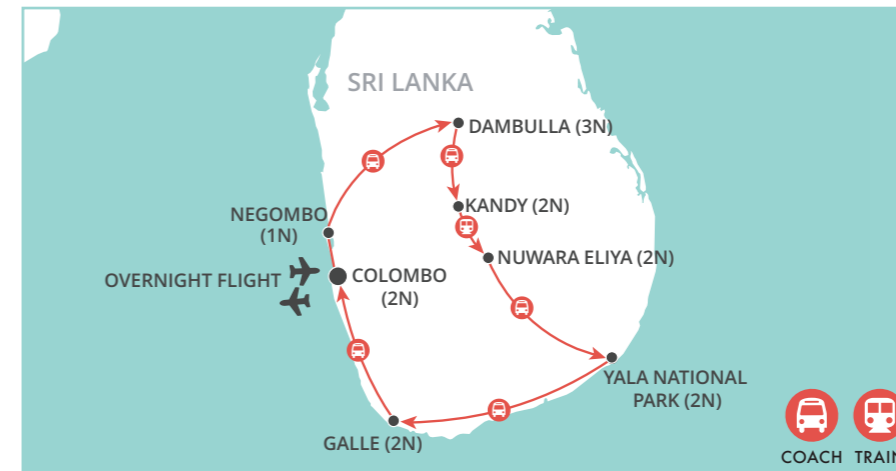 SRI LANKA
DAMBULLA (3N)
KANDY (2N)
NEGOMBO
(1N)
NUWARA ELIYA (2N)
OVERNIGHT FLIGHT
COLOMBO
(2N)
YALA NATIONAL
PARK (2N)
GALLE (2N)
COACH TRAIN